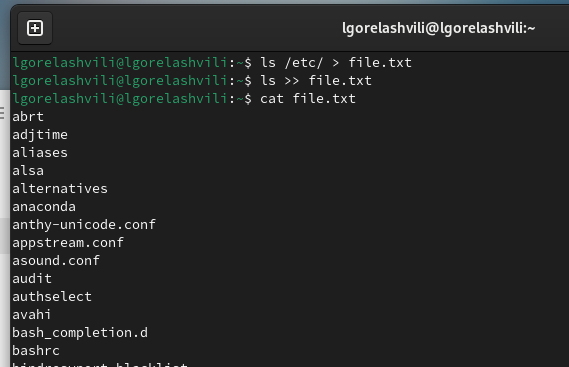 lgorelashvili@lgorelashvili:~
lgorelashvili@lgorelashvili:~$ ls /etc/ > file.txt
lgorelashvili@lgorelashvili:~$ ls >> file.txt
lgorelashvili@lgorelashvili:~$ cat file.txt
abrt
adjtime
aliases
alsa
alternatives
anaconda
anthy-unicode.conf
appstream.conf
asound.conf
audit
authselect
avahi
bash_completion.d
bashrc